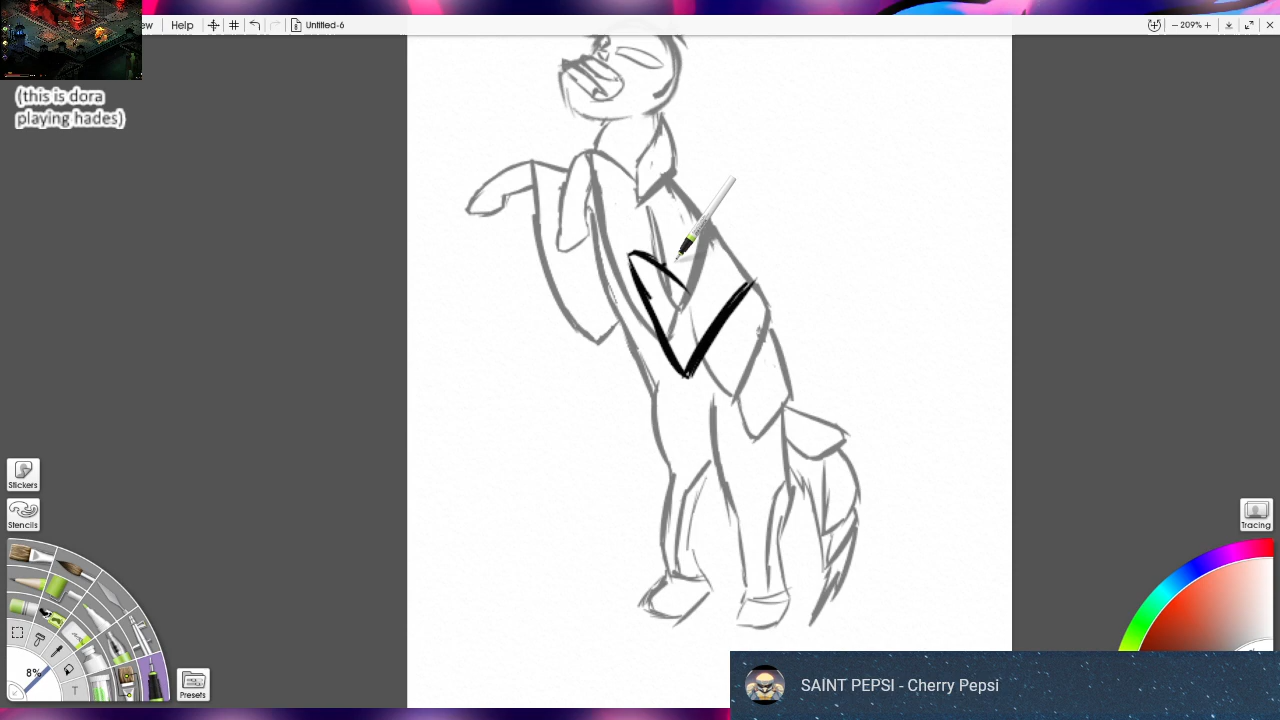 ew
Help
Untitled-6
209%
(this is dora
playing hades)
Stickers
Stencils
Tracing
8%
T
Presets
SAINT PEPSI - Cherry Pepsi